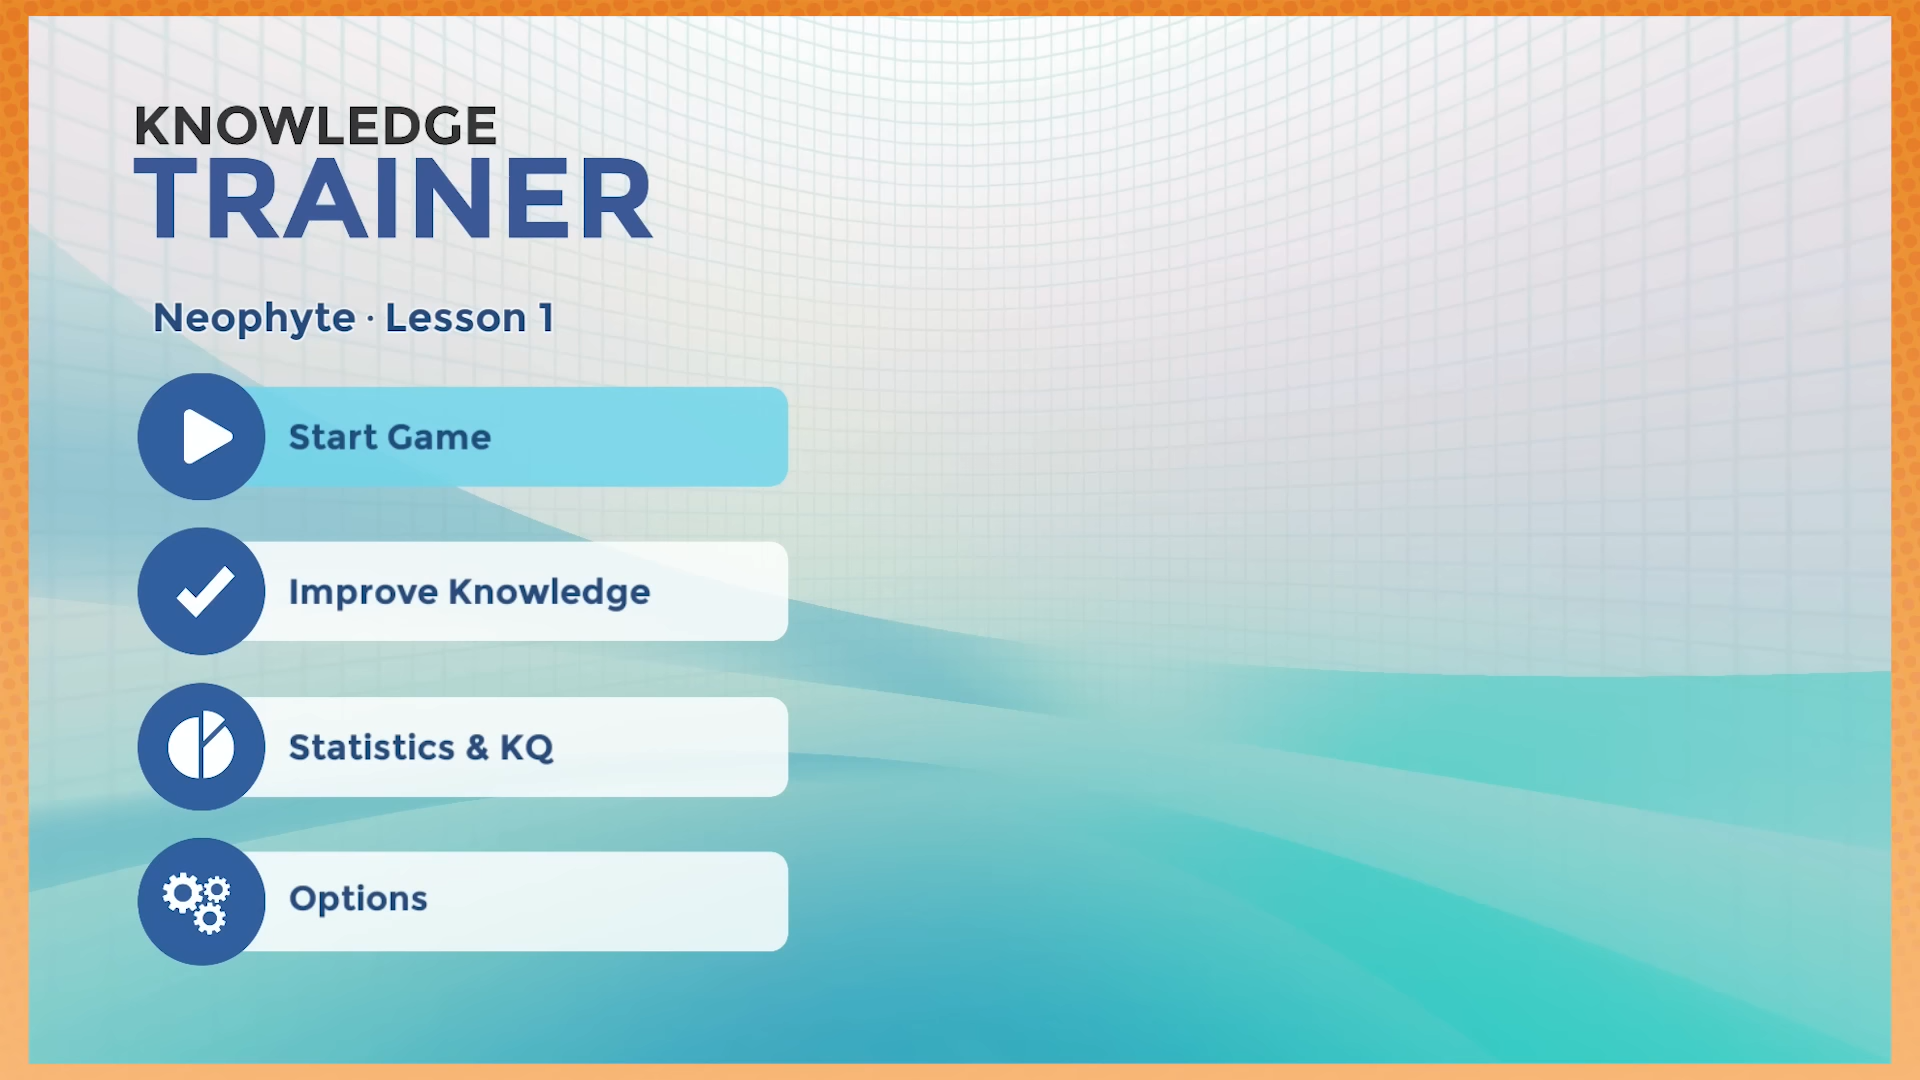 KNOWLEDGE
TRAINER
Neophyte · Lesson 1
Start Game
Improve Knowledge
Statistics & KQ
Options